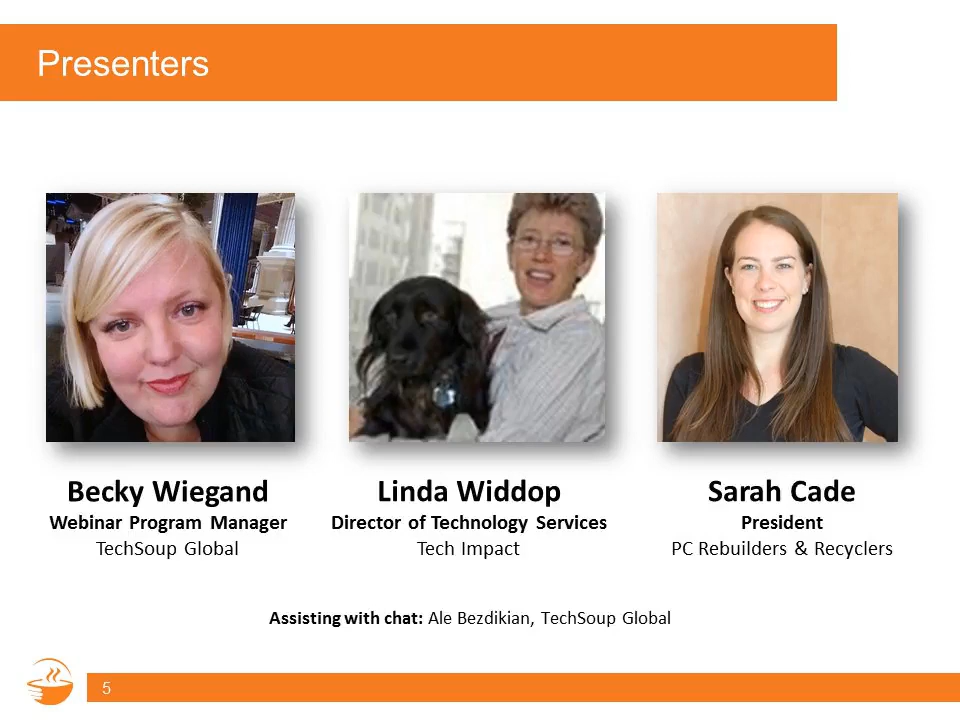 Presenters
Becky Wiegand
Webinar Program Manager
TechSoup Global
Linda Widdop
Director of Technology Services
Tech Impact
Sarah Cade
President
PC Rebuilders & Recyclers
Assisting with chat: Ale Bezdikian, TechSoup Global
5